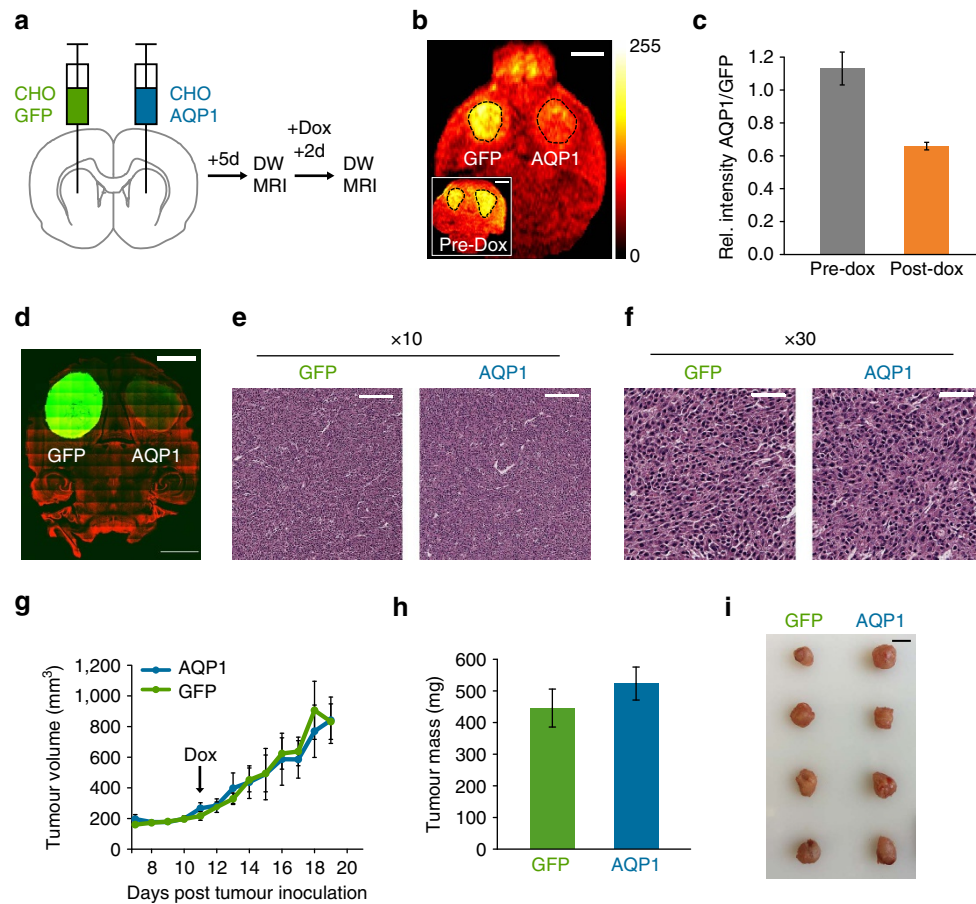 a
CHO
GFP
CHO
AQP1
+5d
DW
MRI
+Dox
+2d
DW
MRI
b
255
0
GFP
AQP1
Pre-Dox
c
Rel. intensity AQP1/GFP
1.2
1.0
0.8
0.6
0.4
0.2
0.0
Pre-dox
Post-dox
d
GFP
AQP1
e
×10
GFP
AQP1
f
×30
GFP
AQP1
g
Tumour volume (mm³)
1,200
1,000
800
600
400
200
0
AQP1
GFP
Dox
8 10 12 14 16 18 20
Days post tumour inoculation
h
Tumour mass (mg)
600
500
400
300
200
100
0
GFP
AQP1
i
GFP
AQP1